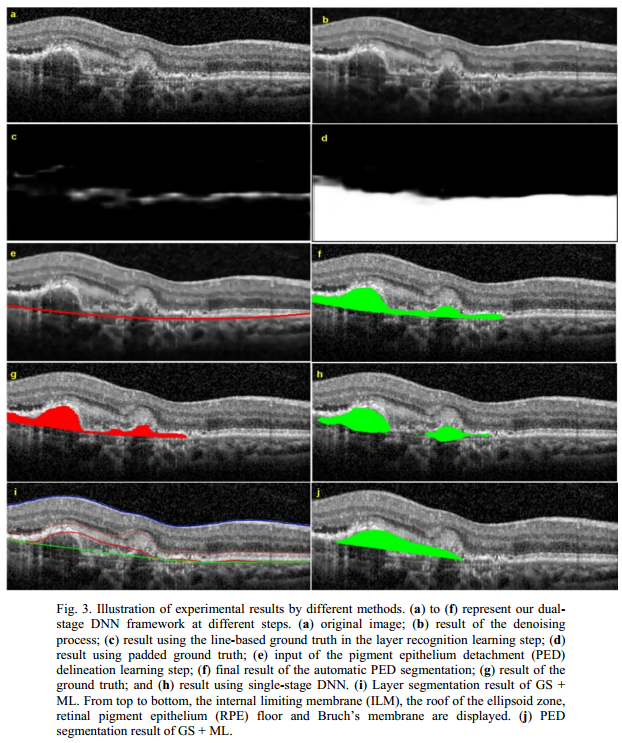 a
b
c
d
e
f
g
h
i
j
Fig. 3. Illustration of experimental results by different methods. (a) to (f) represent our dual-
stage DNN framework at different steps. (a) original image; (b) result of the denoising
process; (c) result using the line-based ground truth in the layer recognition learning step; (d)
result using padded ground truth; (e) input of the pigment epithelium detachment (PED)
delineation learning step; (f) final result of the automatic PED segmentation; (g) result of the
ground truth; and (h) result using single-stage DNN. (i) Layer segmentation result of GS +
ML. From top to bottom, the internal limiting membrane (ILM), the roof of the ellipsoid zone,
retinal pigment epithelium (RPE) floor and Bruch's membrane are displayed. (j) PED
segmentation result of GS + ML.